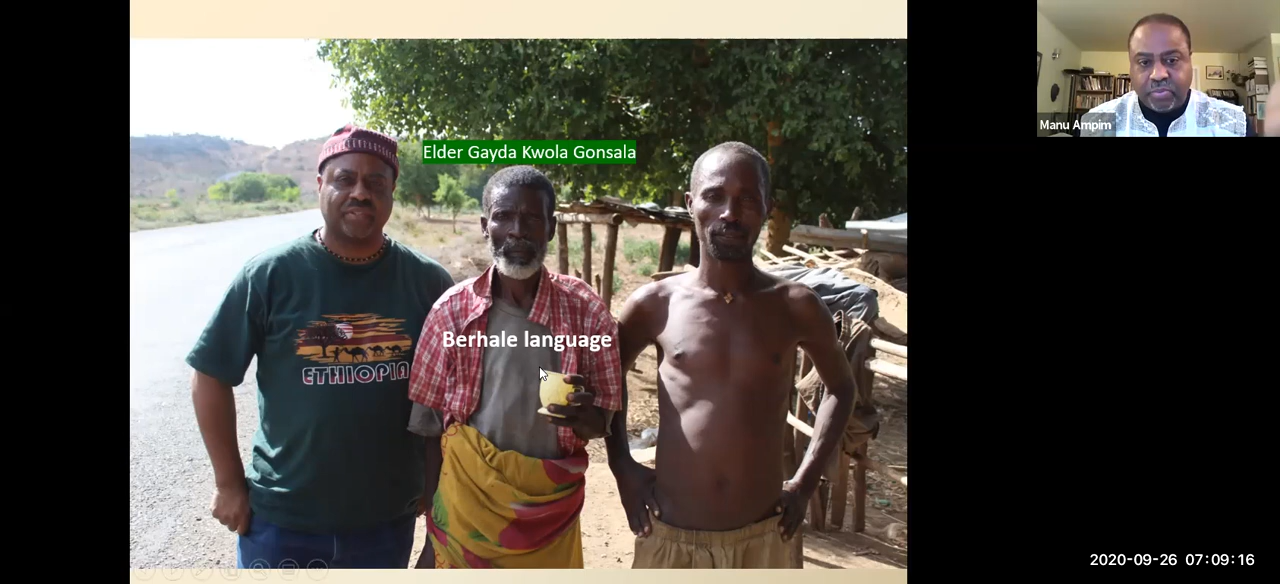 Manu Ampim
Elder Gayda Kwola Gonsala
Berhale language
ETHIOPIA
2020-09-26 07:09:16